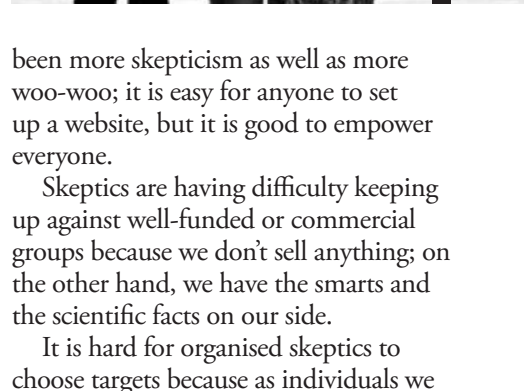 been more skepticism as well as more
woo-woo; it is easy for anyone to set
up a website, but it is good to empower
everyone.
Skeptics are having difficulty keeping
up against well-funded or commercial
groups because we don’t sell anything; on
the other hand, we have the smarts and
the scientific facts on our side.
It is hard for organised skeptics to
choose targets because as individuals we